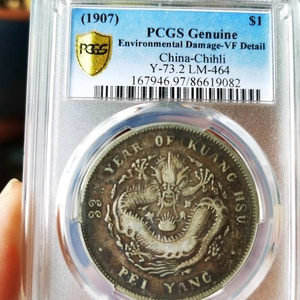 (1907) $1
PCGS Genuine
Environmental Damage-VF Detail
China-Chihli
Y-73.2 LM-464
167946.97/86619082
PCGS
33 YEAR OF KUANG HSU
PEI YANG